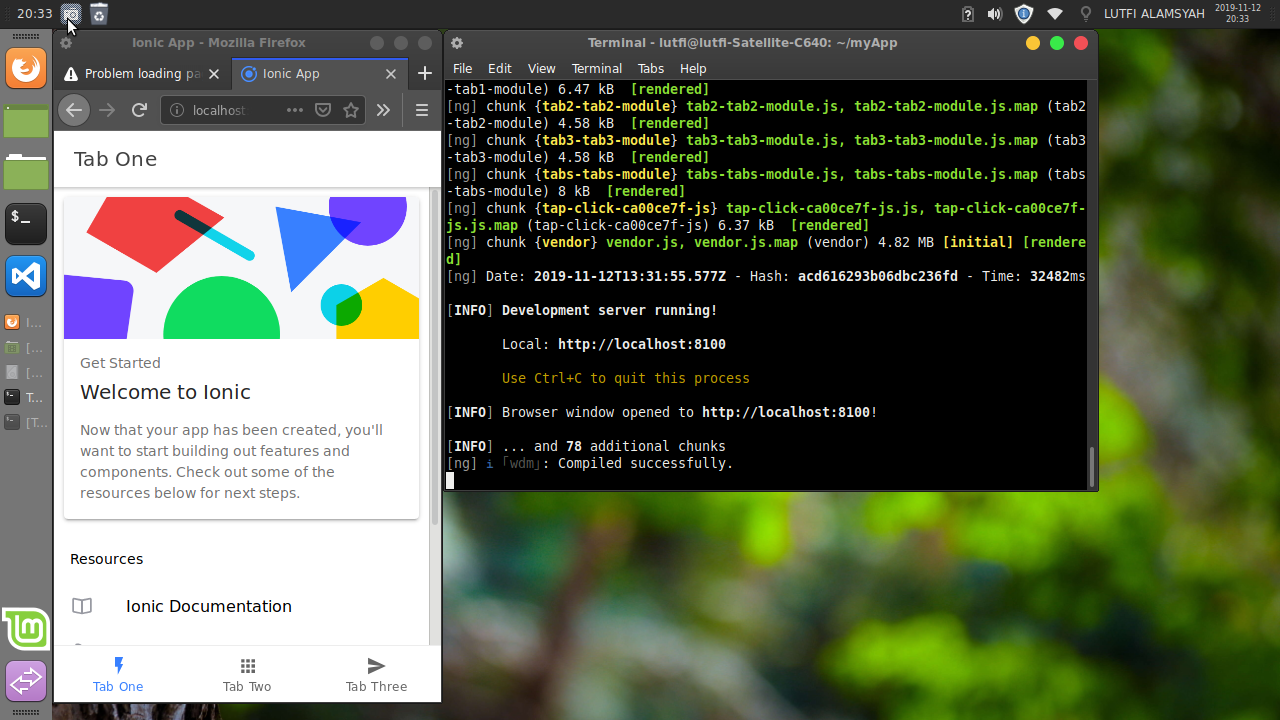 20:33
LUTFI ALAMSYAH
2019-11-12
20:33
Ionic App - Mozilla Firefox
Problem loading pa
Ionic App
localhost
Tab One
Get Started
Welcome to Ionic
Now that your app has been created, you'll
want to start building out features and
components. Check out some of the
resources below for next steps.
Resources
Ionic Documentation
Tab One
Tab Two
Tab Three
I...
[...
[...
T...
[T...
Terminal - lutfi@lutfi-Satellite-C640: ~/myApp
File Edit View Terminal Tabs Help
-tab1-module) 6.47 kB  [rendered]
[ng] chunk {tab2-tab2-module} tab2-tab2-module.js, tab2-tab2-module.js.map (tab2
-tab2-module) 4.58 kB  [rendered]
[ng] chunk {tab3-tab3-module} tab3-tab3-module.js, tab3-tab3-module.js.map (tab3
-tab3-module) 4.58 kB  [rendered]
[ng] chunk {tabs-tabs-module} tabs-tabs-module.js, tabs-tabs-module.js.map (tabs
-tabs-module) 8 kB  [rendered]
[ng] chunk {tap-click-ca00ce7f-js} tap-click-ca00ce7f-js.js, tap-click-ca00ce7f-
js.js.map (tap-click-ca00ce7f-js) 6.37 kB  [rendered]
[ng] chunk {vendor} vendor.js, vendor.js.map (vendor) 4.82 MB [initial] [rendere
d]
[ng] Date: 2019-11-12T13:31:55.577Z - Hash: acd616293b06dbc236fd - Time: 32482ms
[INFO] Development server running!
Local: http://localhost:8100
Use Ctrl+C to quit this process
[INFO] Browser window opened to http://localhost:8100!
[INFO] ... and 78 additional chunks
[ng] ℹ ｢wdm｣: Compiled successfully.